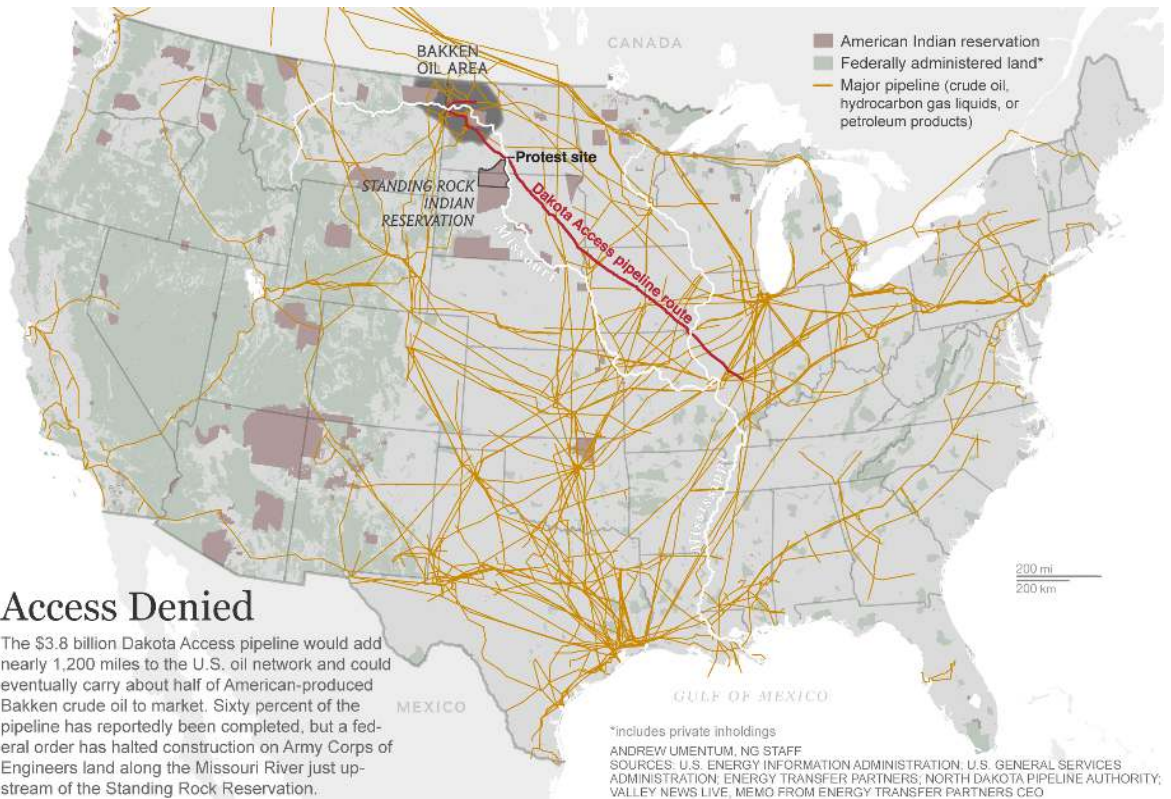 CANADA
BAKKEN
OIL AREA
American Indian reservation
Federally administered land*
Major pipeline (crude oil,
hydrocarbon gas liquids, or
petroleum products)
Protest site
STANDING ROCK
INDIAN
RESERVATION
Dakota Access pipeline route
MISSOURI
MISSISSIPPI
200 mi
200 km
Access Denied
The $3.8 billion Dakota Access pipeline would add
nearly 1,200 miles to the U.S. oil network and could
eventually carry about half of American-produced
Bakken crude oil to market. Sixty percent of the
pipeline has reportedly been completed, but a fed-
eral order has halted construction on Army Corps of
Engineers land along the Missouri River just up-
stream of the Standing Rock Reservation.
MEXICO
GULF OF MEXICO
*includes private inholdings
ANDREW UMENTUM, NG STAFF
SOURCES: U.S. ENERGY INFORMATION ADMINISTRATION; U.S. GENERAL SERVICES
ADMINISTRATION; ENERGY TRANSFER PARTNERS; NORTH DAKOTA PIPELINE AUTHORITY;
VALLEY NEWS LIVE, MEMO FROM ENERGY TRANSFER PARTNERS CEO